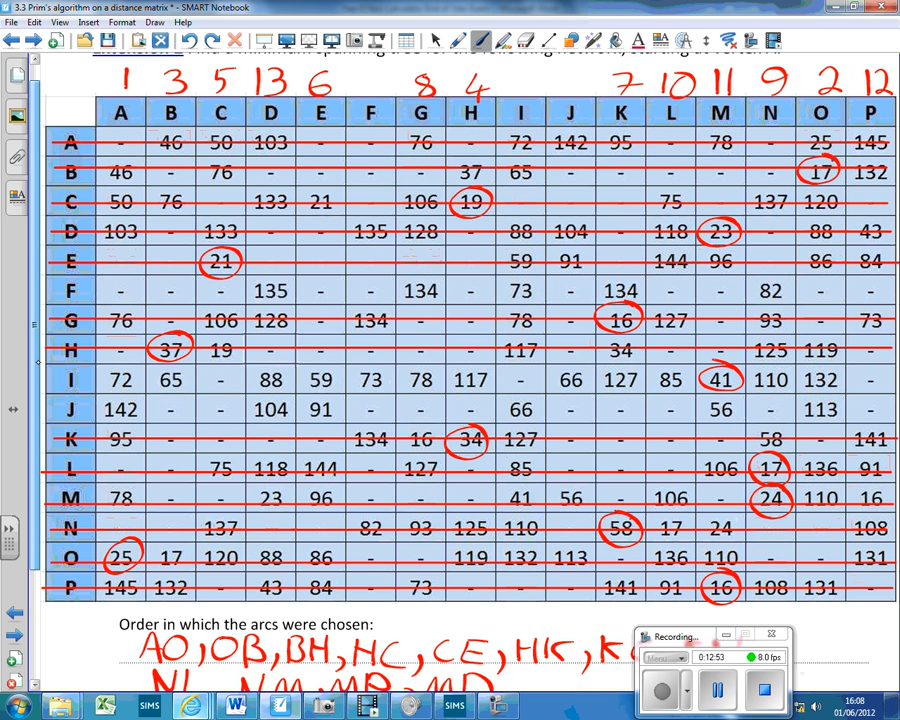 3.3 Prim's algorithm on a distance matrix * - SMART Notebook
File Edit View Insert Format Draw Window Help
1 3 5 13 6 8 4 7 10 11 9 2 12
A B C D E F G H I J K L M N O P
A - 46 50 103 - - 76 - 72 142 95 - 78 - 25 145
B 46 - 76 - - - - 37 65 - - - - - 17 132
C 50 76 133 21 106 19 - - 75 137 120 -
D 103 - 133 - - 135 128 - 88 104 - 118 23 - 88 43
E 21 59 91 144 96 86 84
F - - - 135 - - 134 - 73 - 134 - - 82 - -
G 76 - 106 128 - 134 - - 78 - 16 127 - 93 - 73
H - 37 19 - - - - - 117 - 34 - - 125 119 -
I 72 65 - 88 59 73 78 117 - 66 127 85 41 110 132 -
J 142 - - 104 91 - - - 66 - - - 56 - 113 -
K 95 - - - - 134 16 34 127 - - - - 58 - 141
L - - 75 118 144 - 127 - 85 - - - 106 17 136 91
M 78 - - 23 96 - - - 41 56 - 106 - 24 110 16
N 137 82 93 125 110 - 58 17 24 - - 108
O 25 17 120 88 86 - - 119 132 113 - 136 110 - - 131
P 145 132 - 43 84 - 73 - - - 141 91 16 108 131 -
Order in which the arcs were chosen:
AO, OB, BH, HC, CE, HK,
NL, NM, MP, MD
Recording...
Menu... 0:12:53 8.0 fps
SIMS SIMS
16:08
01/06/2012